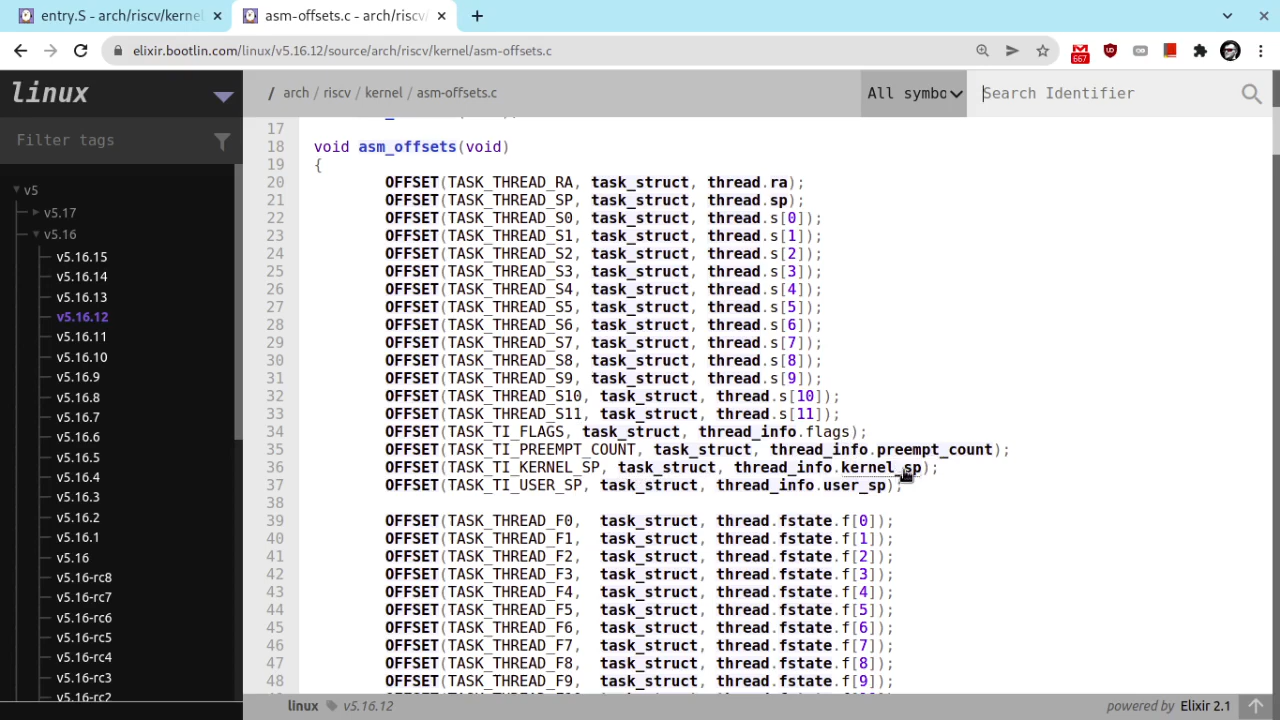 entry.S - arch/riscv/kernel
asm-offsets.c - arch/riscv/
elixir.bootlin.com/linux/v5.16.12/source/arch/riscv/kernel/asm-offsets.c
667
linux
/ arch / riscv / kernel / asm-offsets.c
All symbo
Search Identifier
Filter tags
v5
v5.17
v5.16
v5.16.15
v5.16.14
v5.16.13
v5.16.12
v5.16.11
v5.16.10
v5.16.9
v5.16.8
v5.16.7
v5.16.6
v5.16.5
v5.16.4
v5.16.3
v5.16.2
v5.16.1
v5.16
v5.16-rc8
v5.16-rc7
v5.16-rc6
v5.16-rc5
v5.16-rc4
v5.16-rc3
v5.16-rc2
17
18 void asm_offsets(void)
19 {
20 OFFSET(TASK_THREAD_RA, task_struct, thread.ra);
21 OFFSET(TASK_THREAD_SP, task_struct, thread.sp);
22 OFFSET(TASK_THREAD_S0, task_struct, thread.s[0]);
23 OFFSET(TASK_THREAD_S1, task_struct, thread.s[1]);
24 OFFSET(TASK_THREAD_S2, task_struct, thread.s[2]);
25 OFFSET(TASK_THREAD_S3, task_struct, thread.s[3]);
26 OFFSET(TASK_THREAD_S4, task_struct, thread.s[4]);
27 OFFSET(TASK_THREAD_S5, task_struct, thread.s[5]);
28 OFFSET(TASK_THREAD_S6, task_struct, thread.s[6]);
29 OFFSET(TASK_THREAD_S7, task_struct, thread.s[7]);
30 OFFSET(TASK_THREAD_S8, task_struct, thread.s[8]);
31 OFFSET(TASK_THREAD_S9, task_struct, thread.s[9]);
32 OFFSET(TASK_THREAD_S10, task_struct, thread.s[10]);
33 OFFSET(TASK_THREAD_S11, task_struct, thread.s[11]);
34 OFFSET(TASK_TI_FLAGS, task_struct, thread_info.flags);
35 OFFSET(TASK_TI_PREEMPT_COUNT, task_struct, thread_info.preempt_count);
36 OFFSET(TASK_TI_KERNEL_SP, task_struct, thread_info.kernel_sp);
37 OFFSET(TASK_TI_USER_SP, task_struct, thread_info.user_sp);
38
39 OFFSET(TASK_THREAD_F0, task_struct, thread.fstate.f[0]);
40 OFFSET(TASK_THREAD_F1, task_struct, thread.fstate.f[1]);
41 OFFSET(TASK_THREAD_F2, task_struct, thread.fstate.f[2]);
42 OFFSET(TASK_THREAD_F3, task_struct, thread.fstate.f[3]);
43 OFFSET(TASK_THREAD_F4, task_struct, thread.fstate.f[4]);
44 OFFSET(TASK_THREAD_F5, task_struct, thread.fstate.f[5]);
45 OFFSET(TASK_THREAD_F6, task_struct, thread.fstate.f[6]);
46 OFFSET(TASK_THREAD_F7, task_struct, thread.fstate.f[7]);
47 OFFSET(TASK_THREAD_F8, task_struct, thread.fstate.f[8]);
48 OFFSET(TASK_THREAD_F9, task_struct, thread.fstate.f[9]);
linux v5.16.12
powered by Elixir 2.1